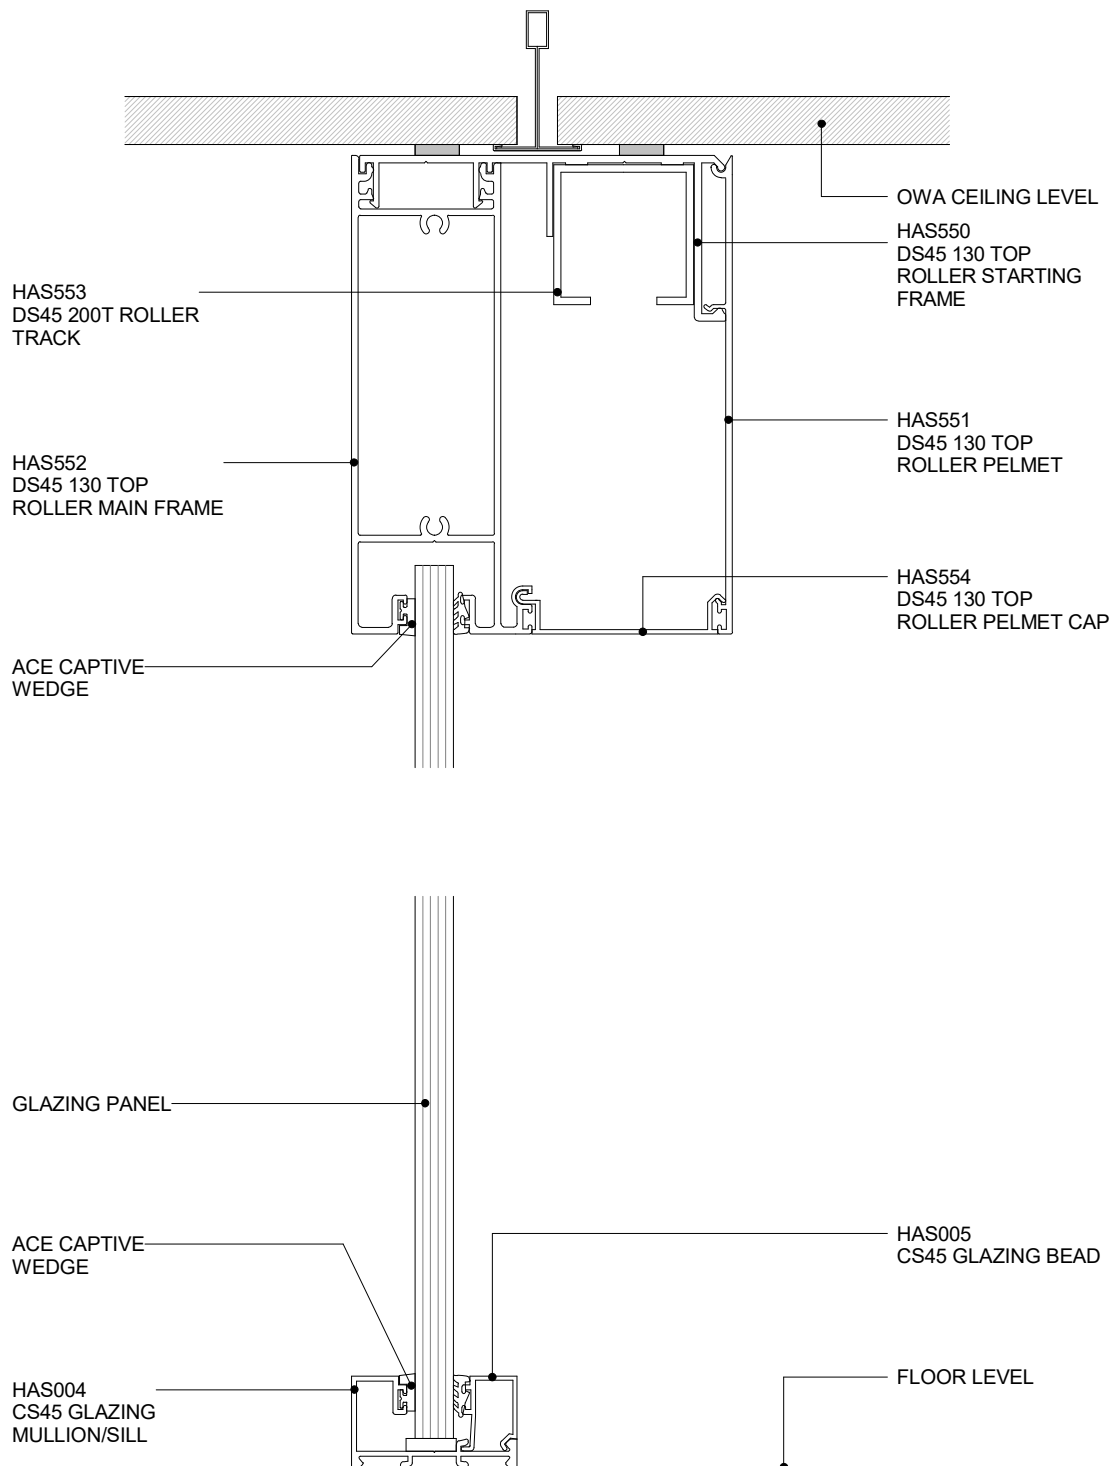 OWA CEILING LEVEL
HAS550
DS45 130 TOP
ROLLER STARTING
FRAME
HAS553
DS45 200T ROLLER
TRACK
HAS551
DS45 130 TOP
ROLLER PELMET
HAS552
DS45 130 TOP
ROLLER MAIN FRAME
HAS554
DS45 130 TOP
ROLLER PELMET CAP
ACE CAPTIVE
WEDGE
GLAZING PANEL
HAS005
CS45 GLAZING BEAD
ACE CAPTIVE
WEDGE
FLOOR LEVEL
HAS004
CS45 GLAZING
MULLION/SILL